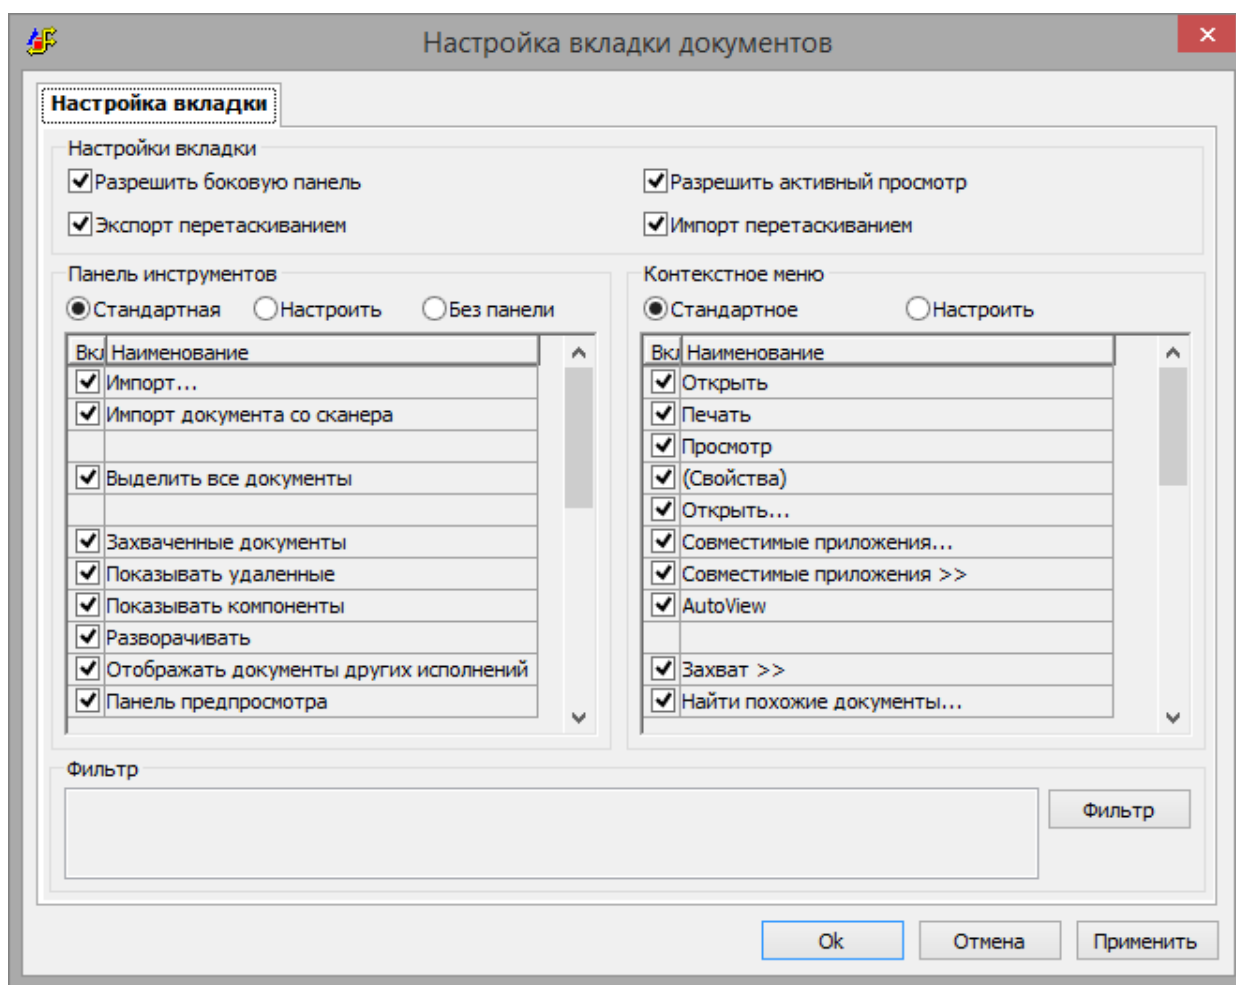 Настройка вкладки документов
Настройка вкладки
Настройки вкладки
Разрешить боковую панель
Разрешить активный просмотр
Экспорт перетаскиванием
Импорт перетаскиванием
Панель инструментов
Стандартная Настроить Без панели
Вкл Наименование
Импорт...
Импорт документа со сканера
Выделить все документы
Захваченные документы
Показывать удаленные
Показывать компоненты
Разворачивать
Отображать документы других исполнений
Панель предпросмотра
Контекстное меню
Стандартное Настроить
Вкл Наименование
Открыть
Печать
Просмотр
(Свойства)
Открыть...
Совместимые приложения...
Совместимые приложения >>
AutoView
Захват >>
Найти похожие документы...
Фильтр
Фильтр
Ok Отмена Применить